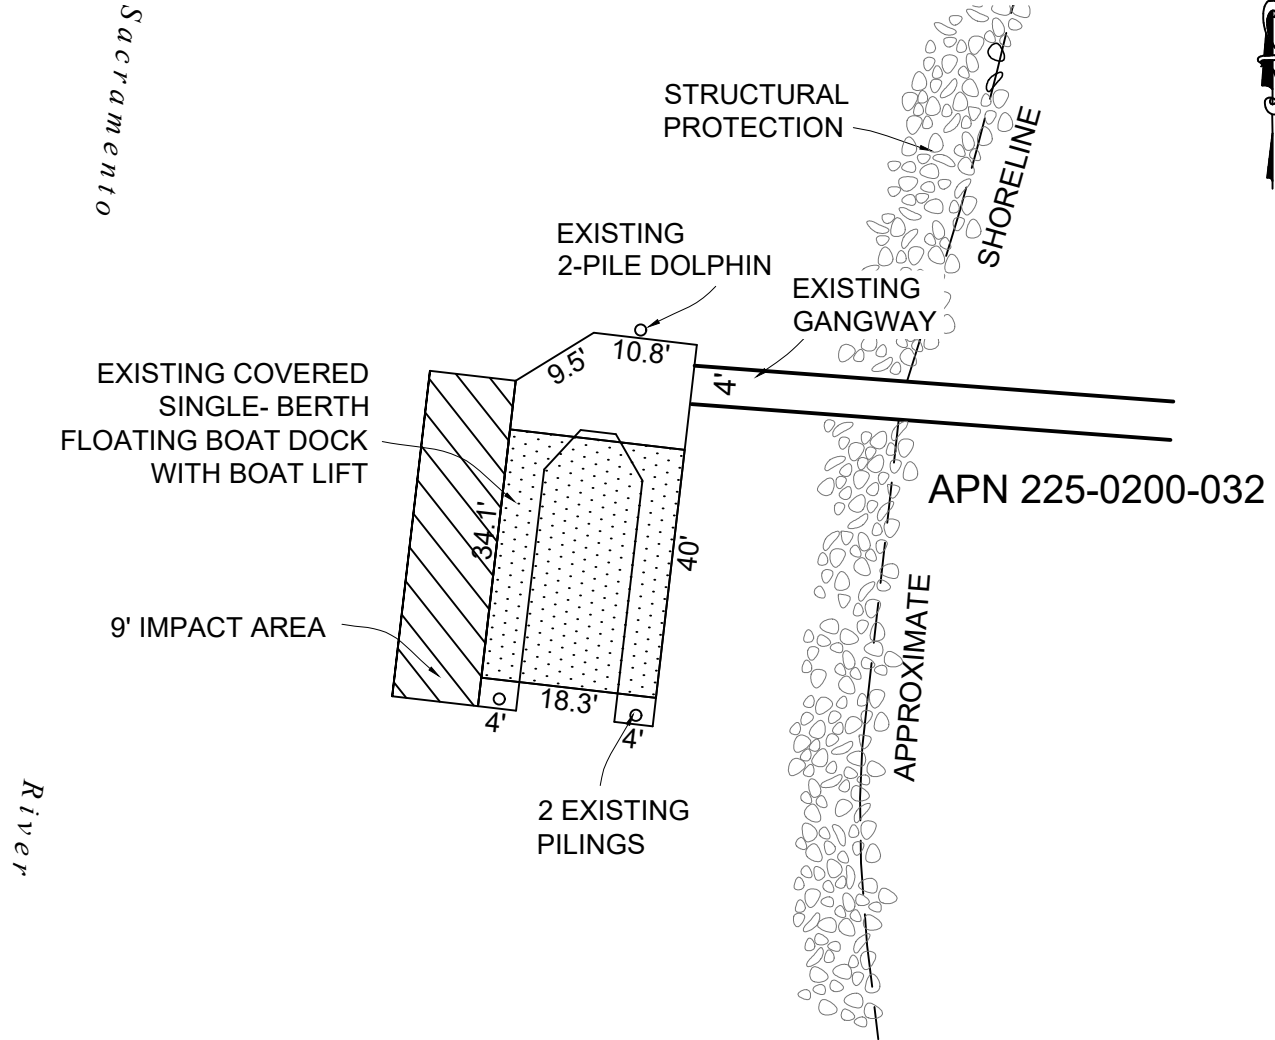 Sacramento
STRUCTURAL
PROTECTION
SHORELINE
EXISTING
2-PILE DOLPHIN
EXISTING
GANGWAY
10.8'
9.5'
4'
EXISTING COVERED
SINGLE- BERTH
FLOATING BOAT DOCK
WITH BOAT LIFT
APN 225-0200-032
34.1'
40'
9' IMPACT AREA
APPROXIMATE
18.3'
4'
4'
2 EXISTING
PILINGS
River